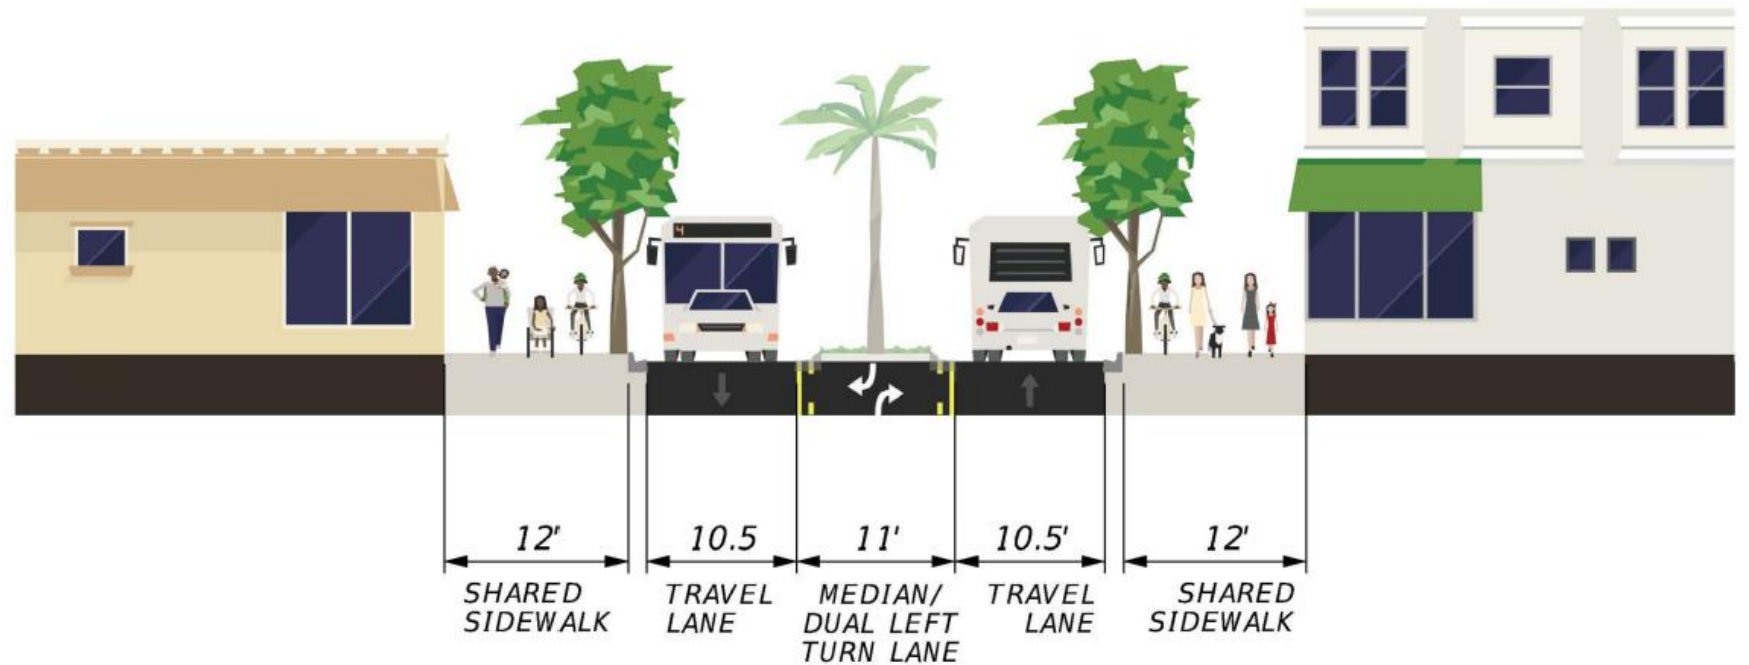 4
12'
10.5
11'
10.5'
12'
SHARED
SIDEWALK
TRAVEL
LANE
MEDIAN/
DUAL LEFT
TURN LANE
TRAVEL
LANE
SHARED
SIDEWALK